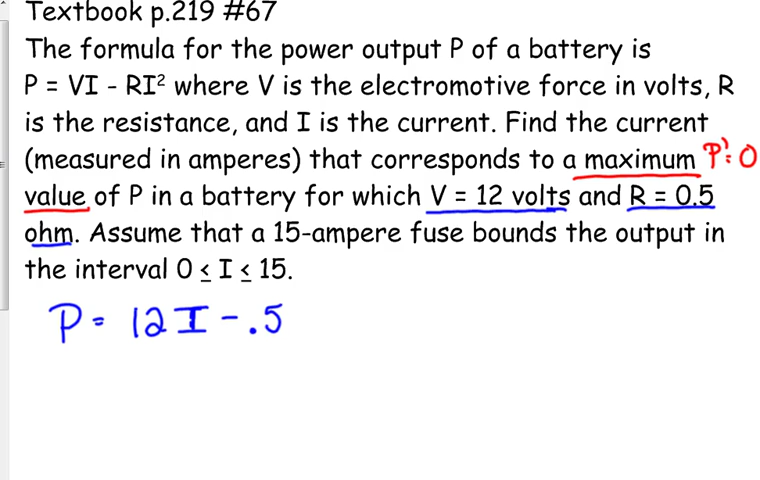 Textbook p.219 #67
The formula for the power output P of a battery is
P = VI - RI² where V is the electromotive force in volts, R
is the resistance, and I is the current. Find the current
(measured in amperes) that corresponds to a maximum P': 0
value of P in a battery for which V = 12 volts and R = 0.5
ohm. Assume that a 15-ampere fuse bounds the output in
the interval 0 ≤ I ≤ 15.
P = 12I - .5